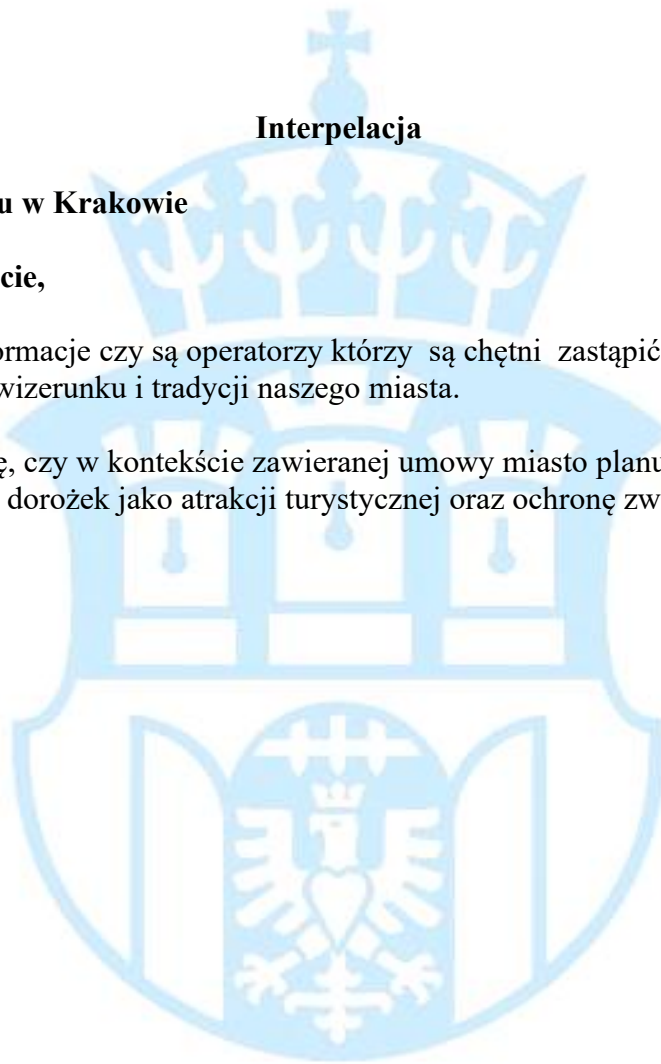 Interpelacja
u w Krakowie
cie,
ormacje czy są operatorzy którzy są chętni zastąpić
wizerunku i tradycji naszego miasta.
ę, czy w kontekście zawieranej umowy miasto planu
dorożek jako atrakcji turystycznej oraz ochronę zw